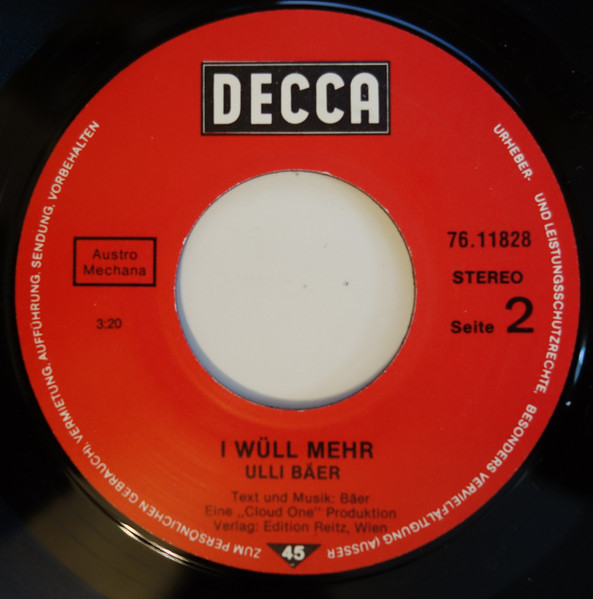 DECCA
Austro
Mechana
3:20
76.11828
STEREO
Seite 2
I WÜLL MEHR
ULLI BÄER
Text und Musik: Bäer
Eine „Cloud One" Produktion
Verlag: Edition Reitz, Wien
45
URHEBER- UND LEISTUNGSSCHUTZRECHTE, BESONDERS VERVIELFÄLTIGUNG (AUSSER ZUM PERSÖNLICHEN GEBRAUCH), VERMIETUNG, AUFFÜHRUNG, SENDUNG, VORBEHALTEN